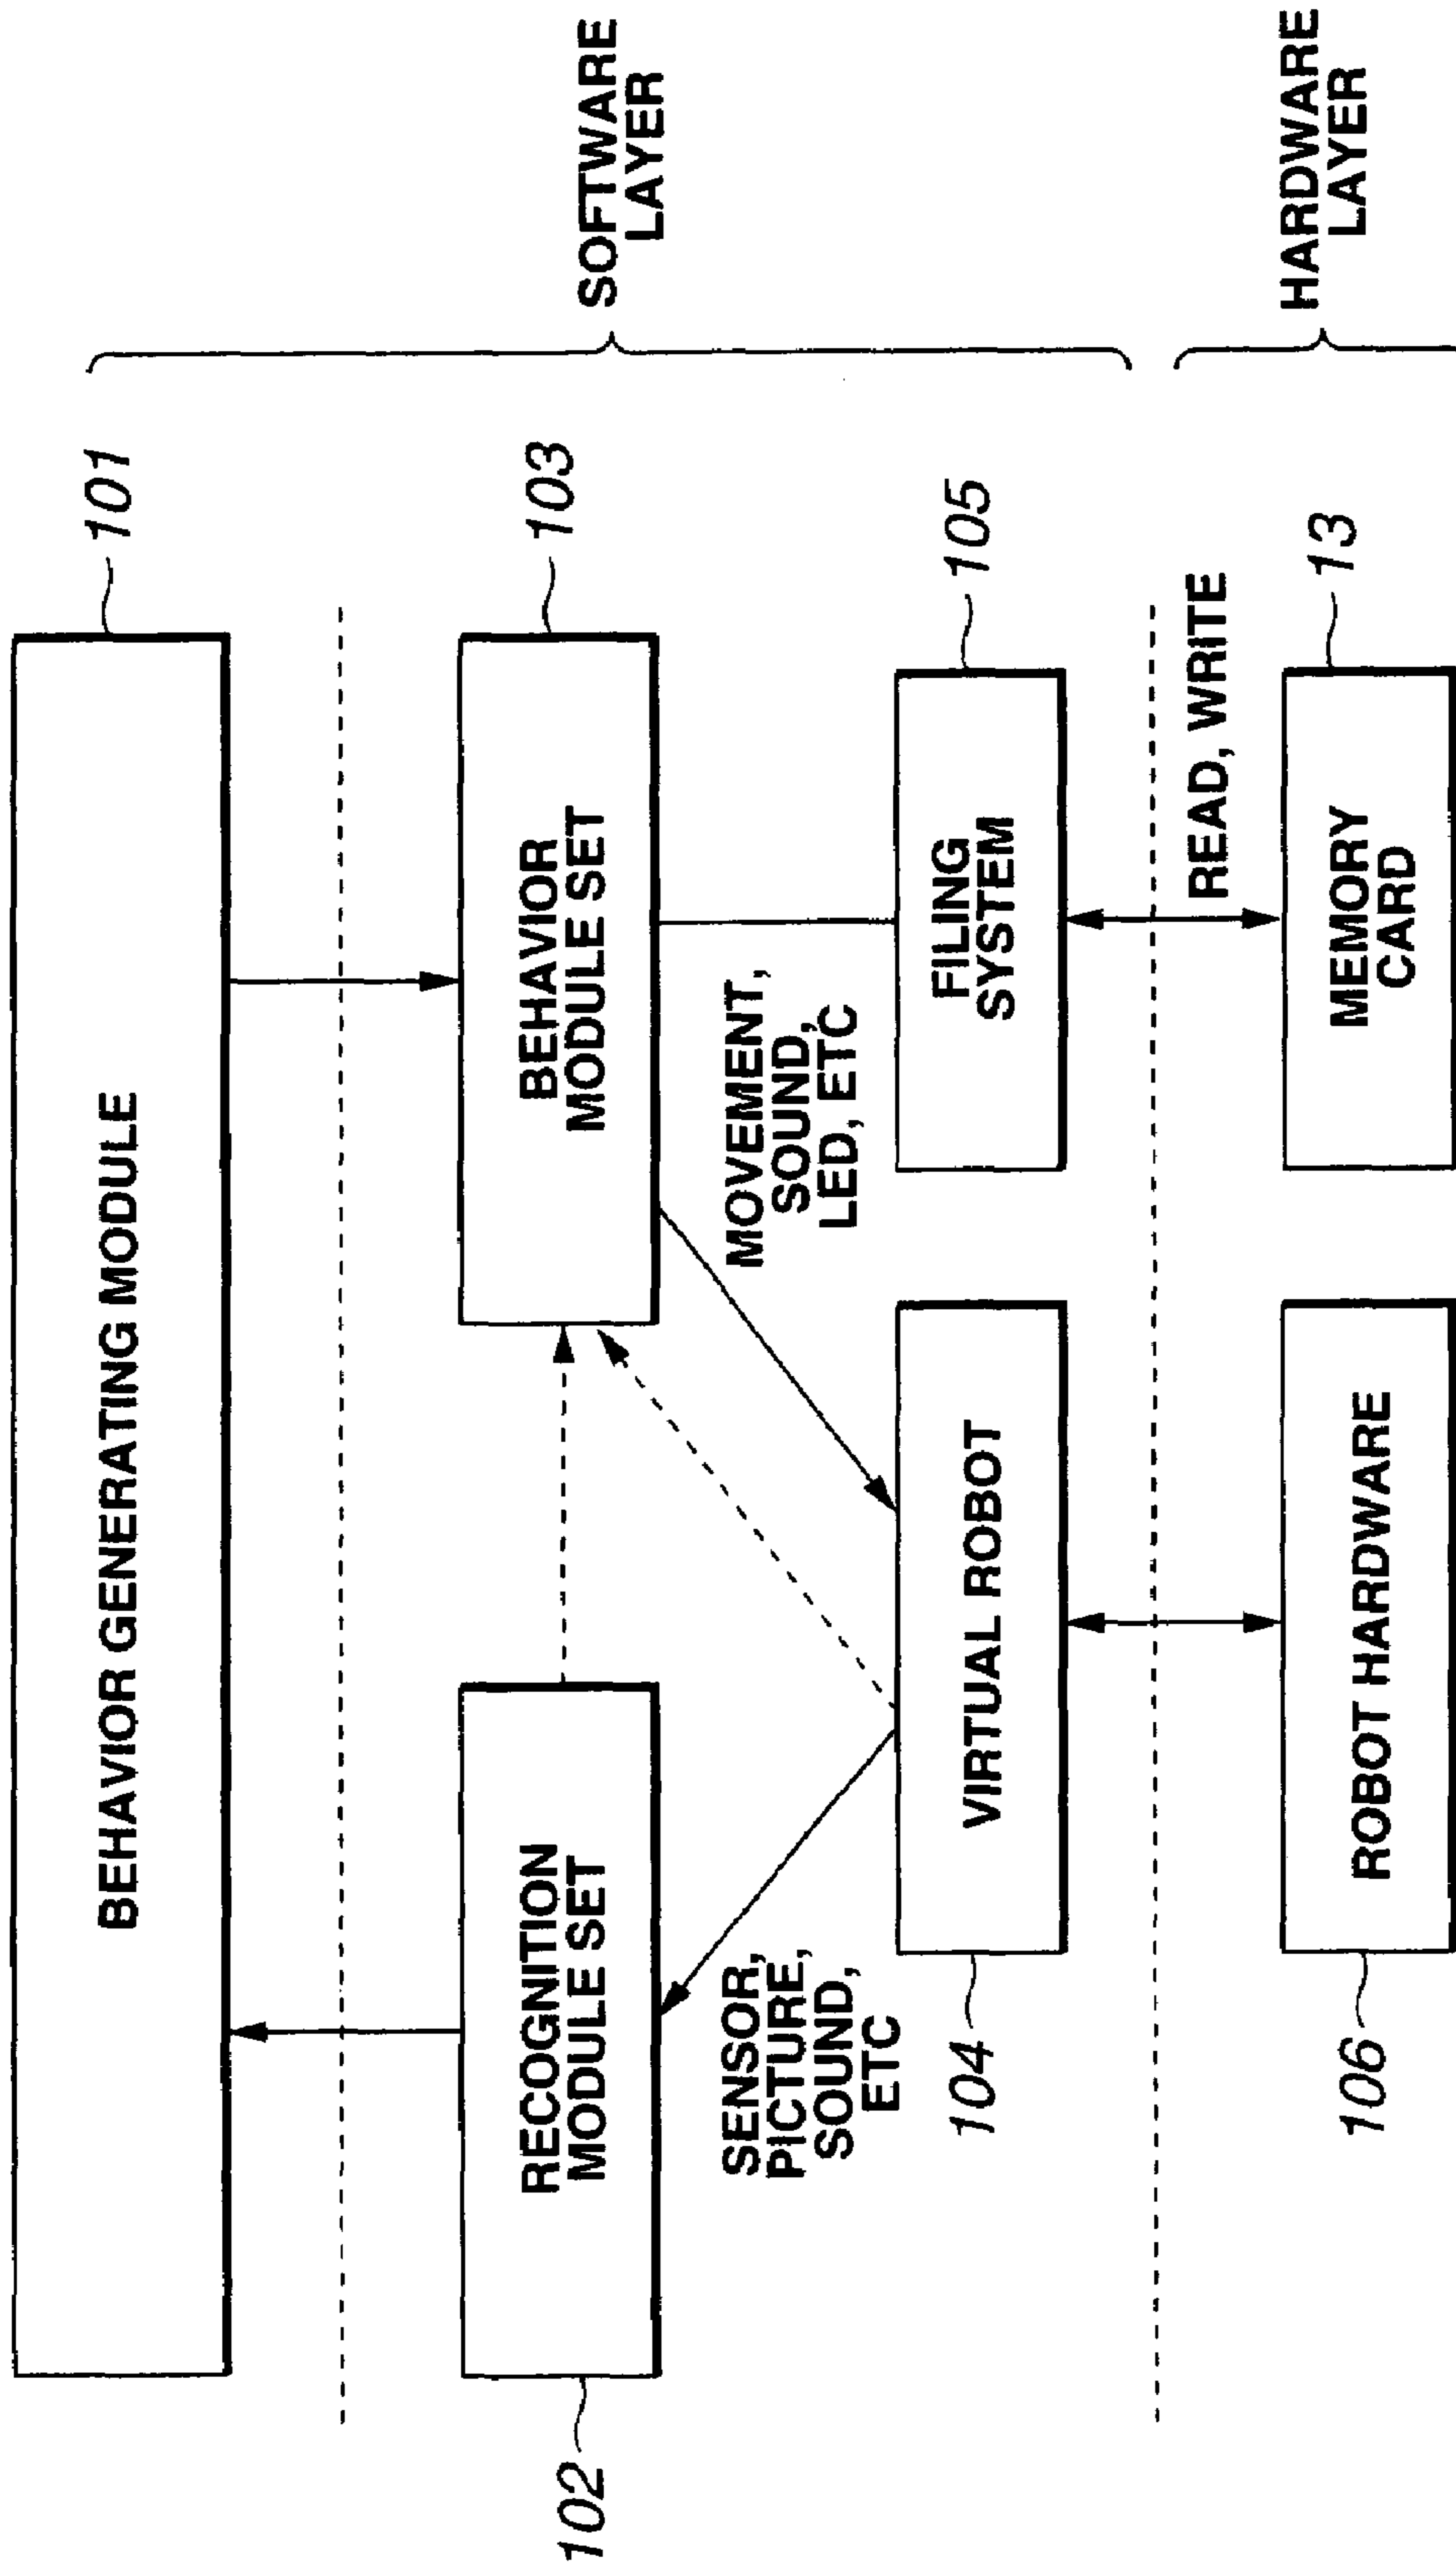 BEHAVIOR GENERATING MODULE
101
RECOGNITION
MODULE SET
102
BEHAVIOR
MODULE SET
103
SOFTWARE
LAYER
SENSOR,
PICTURE,
SOUND,
ETC
MOVEMENT,
SOUND,
LED, ETC
104
VIRTUAL ROBOT
FILING
SYSTEM
105
READ, WRITE
106
ROBOT HARDWARE
MEMORY
CARD
13
HARDWARE
LAYER